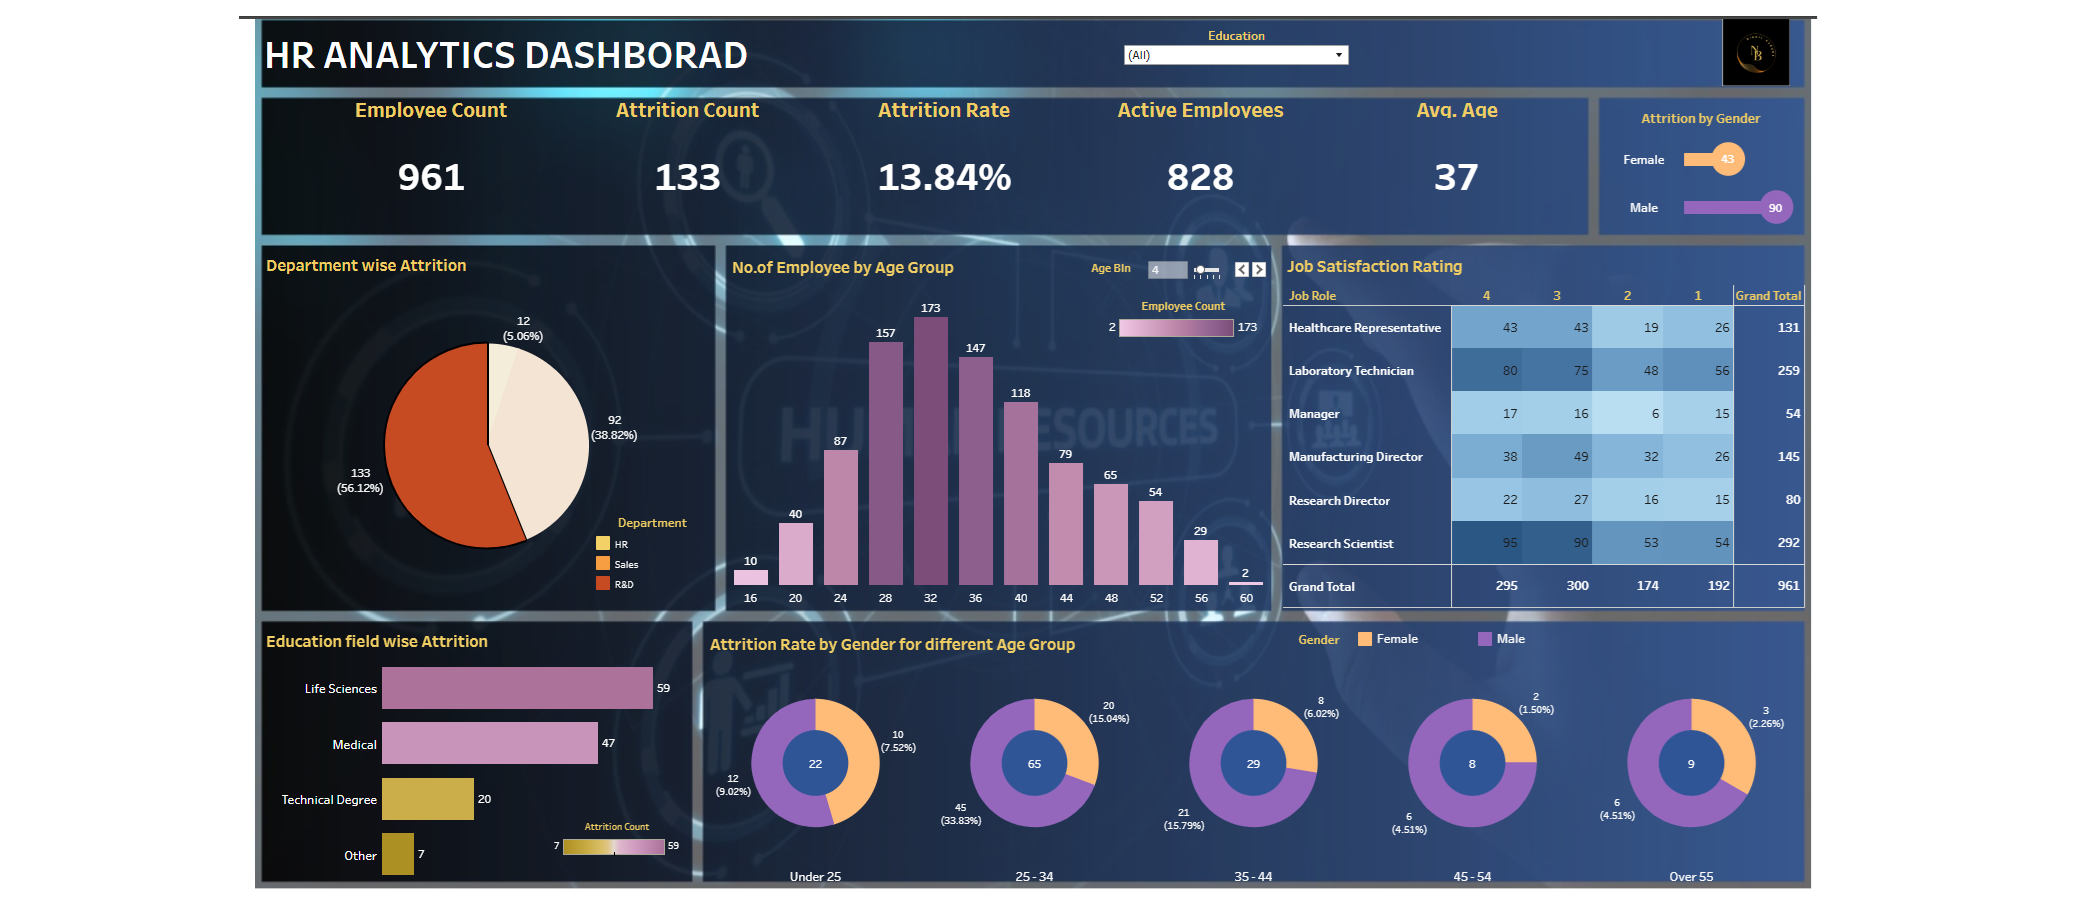 HR ANALYTICS DASHBORAD
Education
(All)
Employee Count
Attrition Count
Attrition Rate
Active Employees
Avg. Age
961
133
13.84%
828
37
Attrition by Gender
Female
43
Male
90
Department wise Attrition
12
(5.06%)
92
(38.82%)
133
(56.12%)
Department
HR
Sales
R&D
No.of Employee by Age Group
Age BIn
4
Employee Count
2
173
10
40
87
157
173
147
118
79
65
54
29
2
16 20 24 28 32 36 40 44 48 52 56 60
HUMAN RESOURCES
Job Satisfaction Rating
Job Role 4 3 2 1 Grand Total
Healthcare Representative 43 43 19 26 131
Laboratory Technician 80 75 48 56 259
Manager 17 16 6 15 54
Manufacturing Director 38 49 32 26 145
Research Director 22 27 16 15 80
Research Scientist 95 90 53 54 292
Grand Total 295 300 174 192 961
Education field wise Attrition
Life Sciences 59
Medical 47
Technical Degree 20
Other 7
Attrition Count
7
59
Attrition Rate by Gender for different Age Group
Gender
Female
Male
10
(7.52%)
22
12
(9.02%)
Under 25
20
(15.04%)
65
45
(33.83%)
25 - 34
8
(6.02%)
29
21
(15.79%)
35 - 44
2
(1.50%)
8
6
(4.51%)
45 - 54
3
(2.26%)
9
6
(4.51%)
Over 55